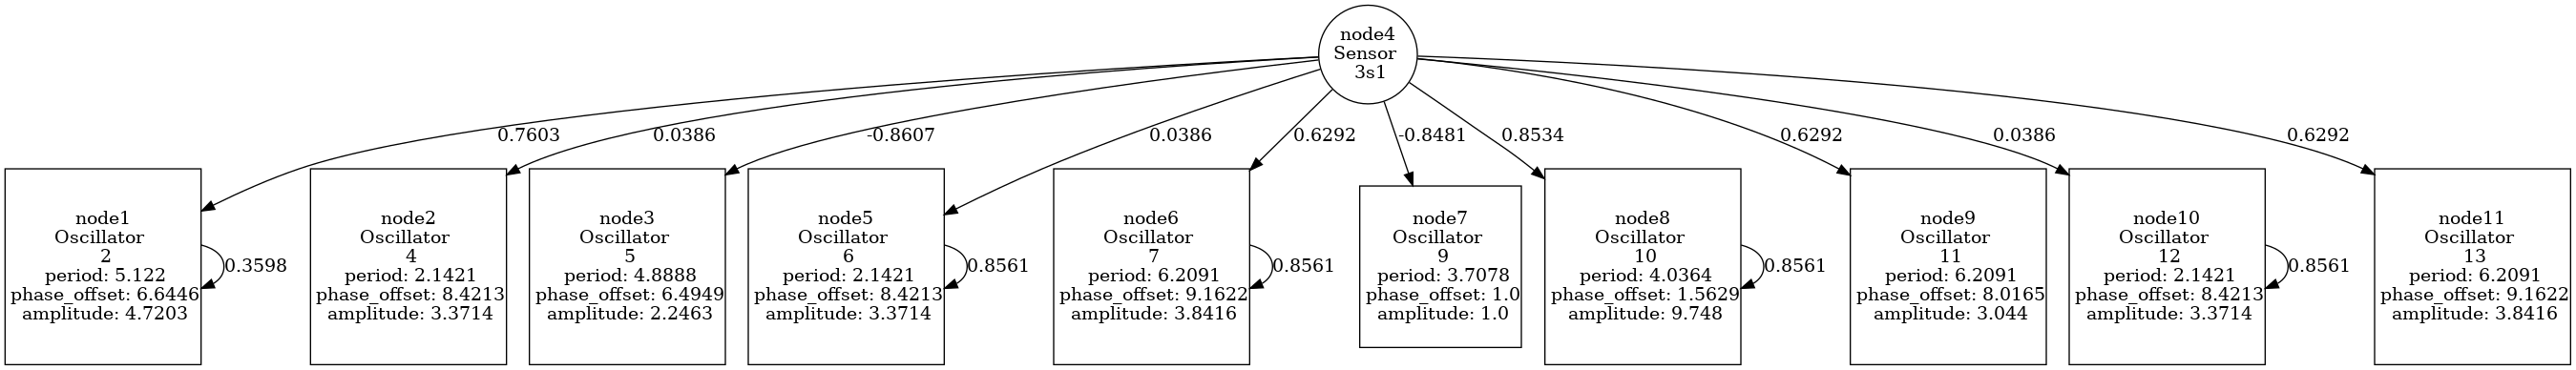 node4
Sensor
3s1
0.7603
0.0386
-0.8607
0.0386
0.6292
-0.8481
0.8534
0.6292
0.0386
0.6292
node1
Oscillator
2
period: 5.122
phase_offset: 6.6446
amplitude: 4.7203
0.3598
node2
Oscillator
4
period: 2.1421
phase_offset: 8.4213
amplitude: 3.3714
node3
Oscillator
5
period: 4.8888
phase_offset: 6.4949
amplitude: 2.2463
node5
Oscillator
6
period: 2.1421
phase_offset: 8.4213
amplitude: 3.3714
0.8561
node6
Oscillator
7
period: 6.2091
phase_offset: 9.1622
amplitude: 3.8416
0.8561
node7
Oscillator
9
period: 3.7078
phase_offset: 1.0
amplitude: 1.0
node8
Oscillator
10
period: 4.0364
phase_offset: 1.5629
amplitude: 9.748
0.8561
node9
Oscillator
11
period: 6.2091
phase_offset: 8.0165
amplitude: 3.044
node10
Oscillator
12
period: 2.1421
phase_offset: 8.4213
amplitude: 3.3714
0.8561
node11
Oscillator
13
period: 6.2091
phase_offset: 9.1622
amplitude: 3.8416